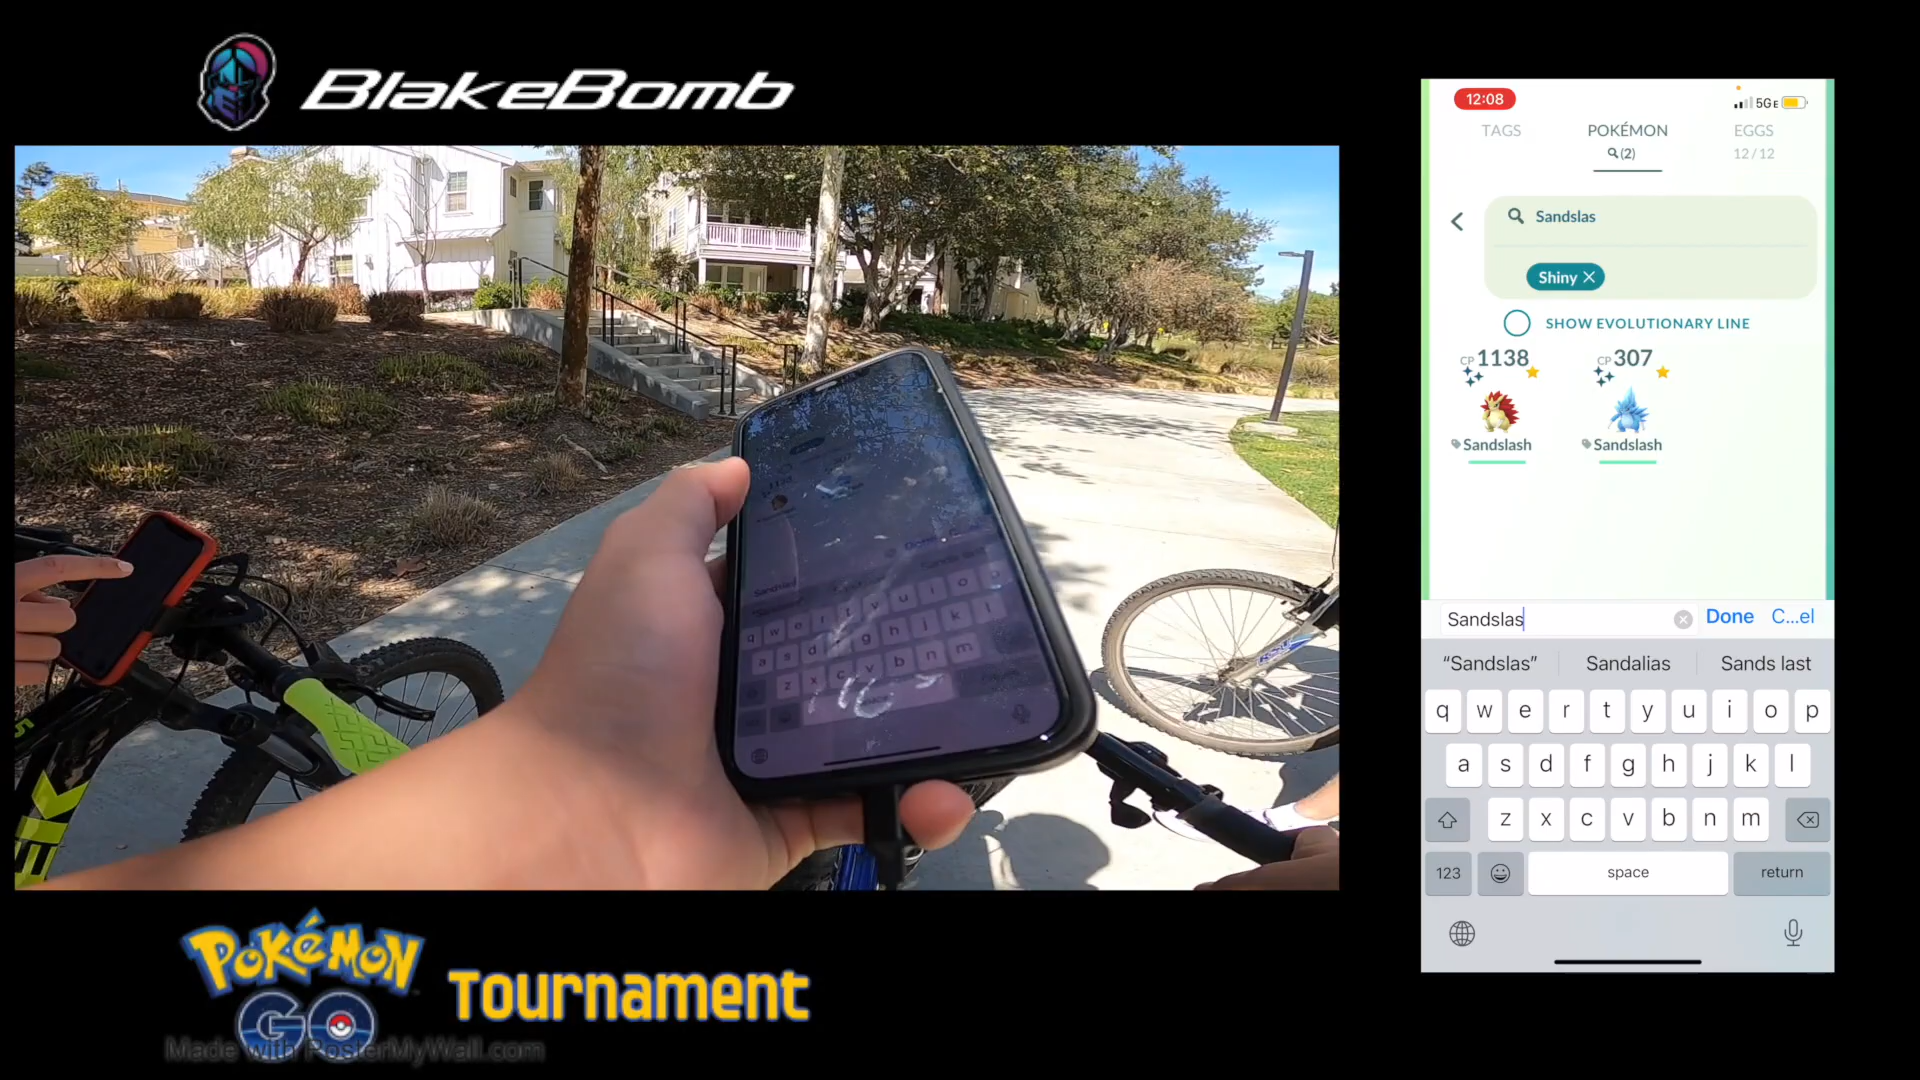 BlakeBomb
12:08
5GE
TAGS
POKÉMON
EGGS
(2)
12/12
Sandslas
Shiny ×
SHOW EVOLUTIONARY LINE
CP 1138
CP 307
Sandslash
Sandslash
Sandslas
Done
C...el
“Sandslas”
Sandalias
Sands last
q w e r t y u i o p
a s d f g h j k l
z x c v b n m
123
space
return
POKÉMON
GO
Tournament
Made with PosterMyWall.com